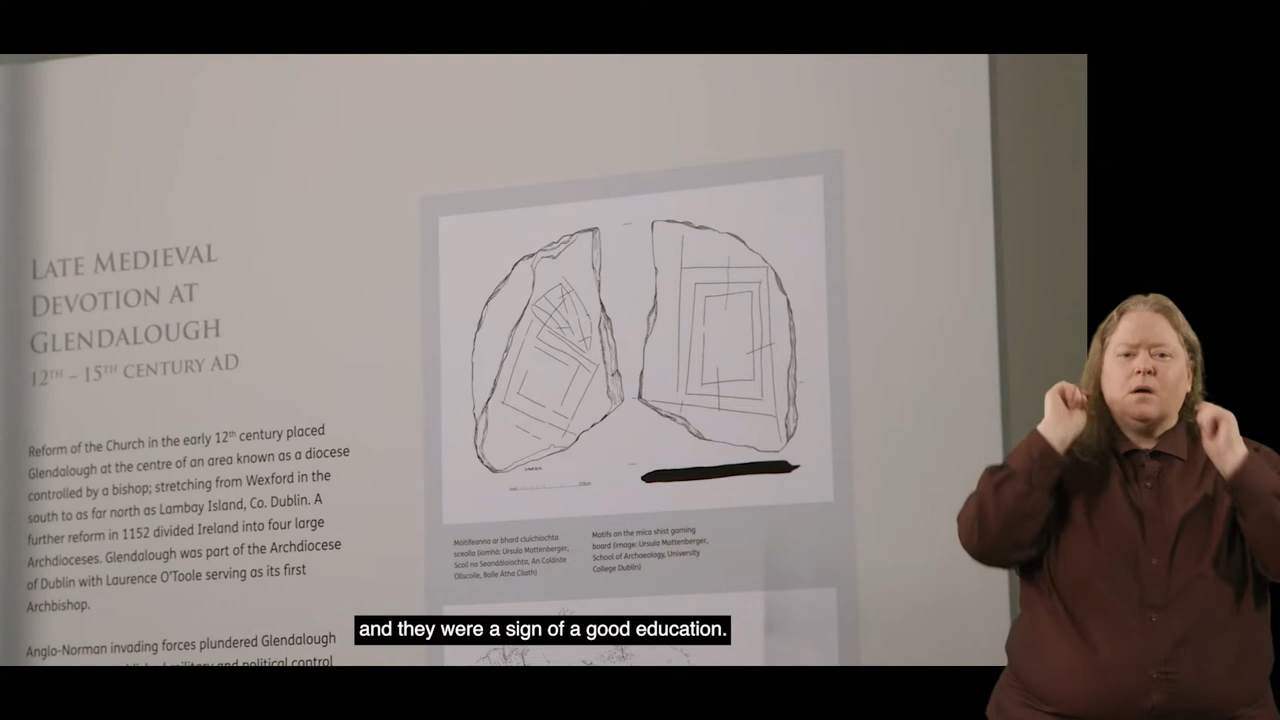 LATE MEDIEVAL
DEVOTION AT
GLENDALOUGH
12TH – 15TH CENTURY AD
Reform of the Church in the early 12th century placed
Glendalough at the centre of an area known as a diocese
controlled by a bishop; stretching from Wexford in the
south to as far north as Lambay Island, Co. Dublin. A
further reform in 1152 divided Ireland into four large
Archdioceses. Glendalough was part of the Archdiocese
of Dublin with Laurence O'Toole serving as its first
Archbishop.
Anglo-Norman invading forces plundered Glendalough
military and political control
Móitífeanna ar bhord cluichíochta
scealla (íomhá: Ursula Mattenberger,
Scoil na Seandálaíochta, An Coláiste
Ollscoile, Baile Átha Cliath)
Motifs on the mica shist gaming
board (image: Ursula Mattenberger,
School of Archaeology, University
College Dublin)
and they were a sign of a good education.